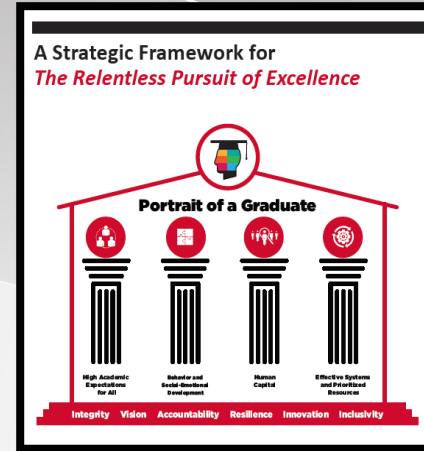 A Strategic Framework for
The Relentless Pursuit of Excellence
Portrait of a Graduate
High Academic
Expectations
for All
Behavior and
Social-Emotional
Development
Human
Capital
Effective Systems
and Prioritized
Resources
Integrity Vision Accountability Resilience Innovation Inclusivity